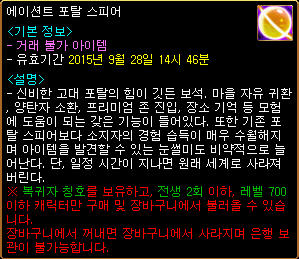 에이션트 포탈 스피어
<기본 정보>
- 거래 불가 아이템
- 유효기간 2015년 9월 28일 14시 46분
<설명>
- 신비한 고대 포탈의 힘이 깃든 보석. 마을 자유 귀환
, 양탄자 소환, 프리미엄 존 진입, 장소 기억 등 모험
에 도움이 되는 갖은 기능이 들어있다. 또한 기존 포
탈 스피어보다 소지자의 경험 습득이 매우 수월해지
며 아이템을 발견할 수 있는 눈썰미도 비약적으로 늘
어난다. 단, 일정 시간이 지나면 원래 세계로 사라져
버린다.
※ 복귀자 칭호를 보유하고, 전생 2회 이하, 레벨 700
이하 캐릭터만 구매 및 장바구니에서 불러올 수 있습
니다.
장바구니에서 꺼내면 장바구니에서 사라지며 은행 보
관이 불가능합니다.